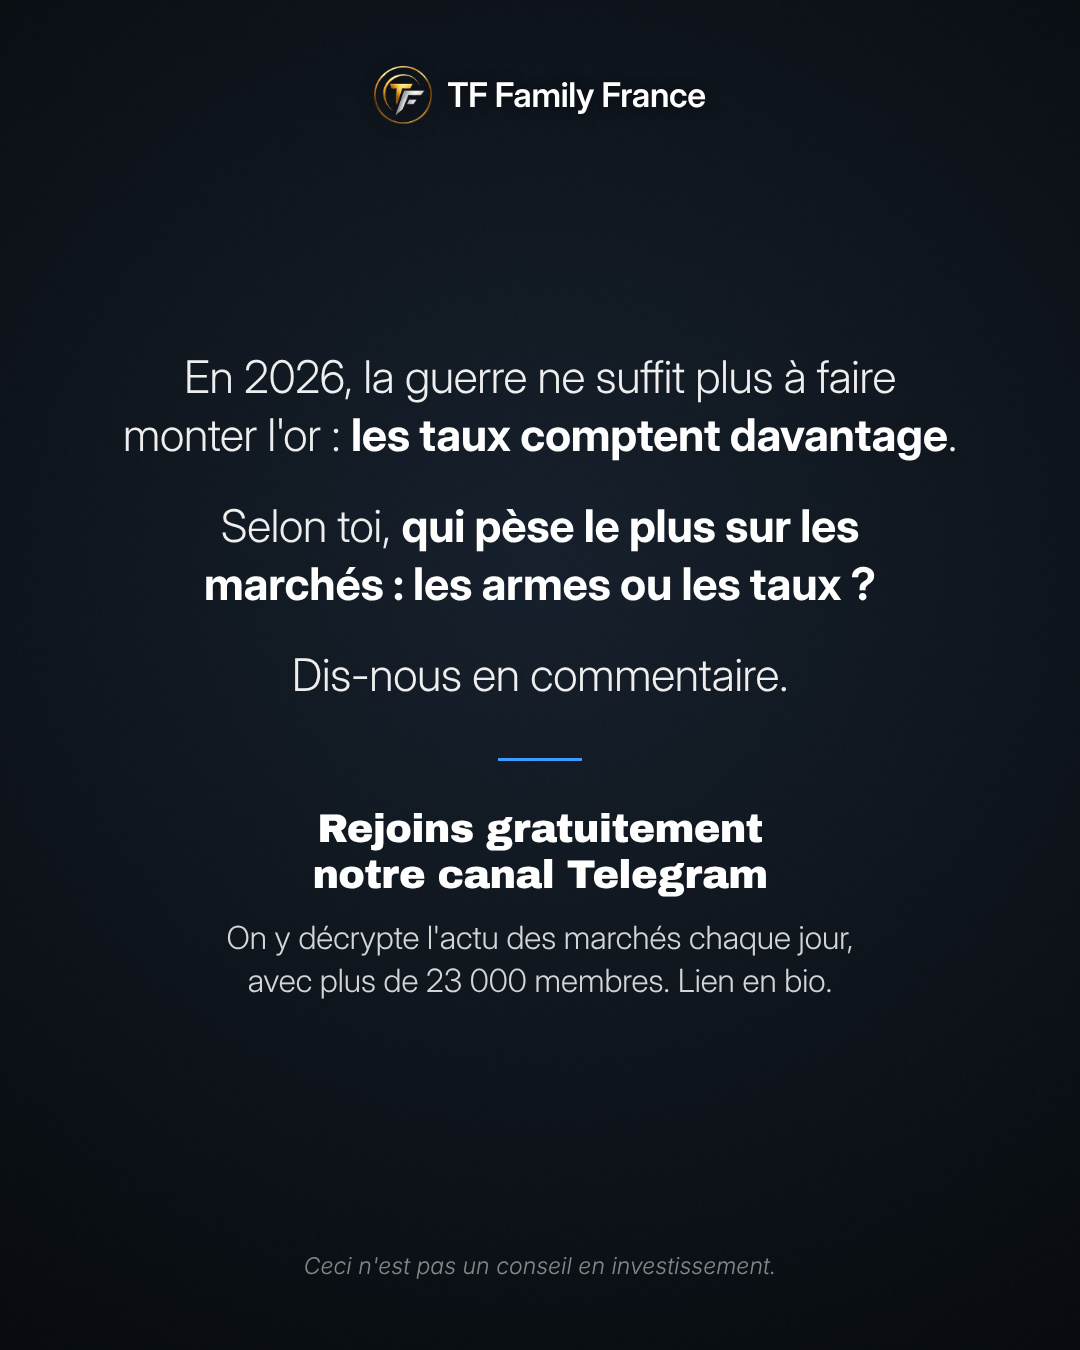 TF TF Family France
En 2026, la guerre ne suffit plus à faire
monter l'or : les taux comptent davantage.
Selon toi, qui pèse le plus sur les
marchés : les armes ou les taux ?
Dis-nous en commentaire.
Rejoins gratuitement
notre canal Telegram
On y décrypte l'actu des marchés chaque jour,
avec plus de 23 000 membres. Lien en bio.
Ceci n'est pas un conseil en investissement.